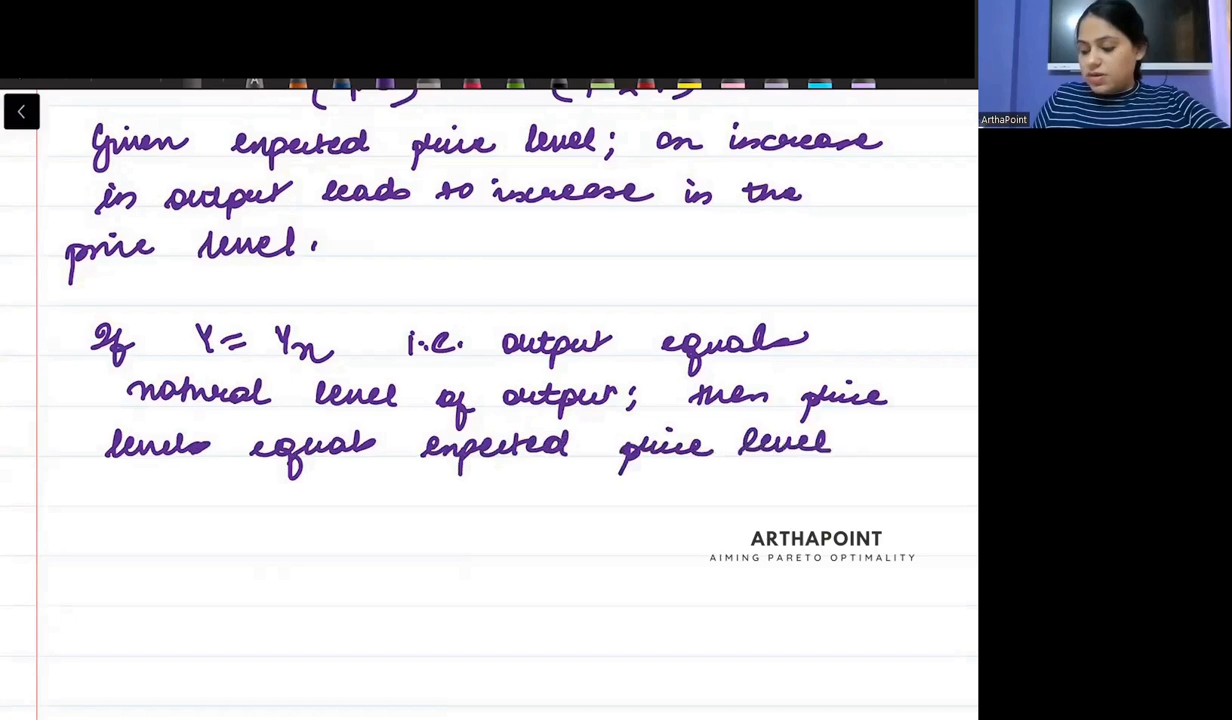 Given expected price level; an increase
in output leads to increase in the
price level.
If Y = Yn i.e. output equals
natural level of output; then price
levels equals expected price level
ARTHAPOINT
AIMING PARETO OPTIMALITY
ArthaPoint